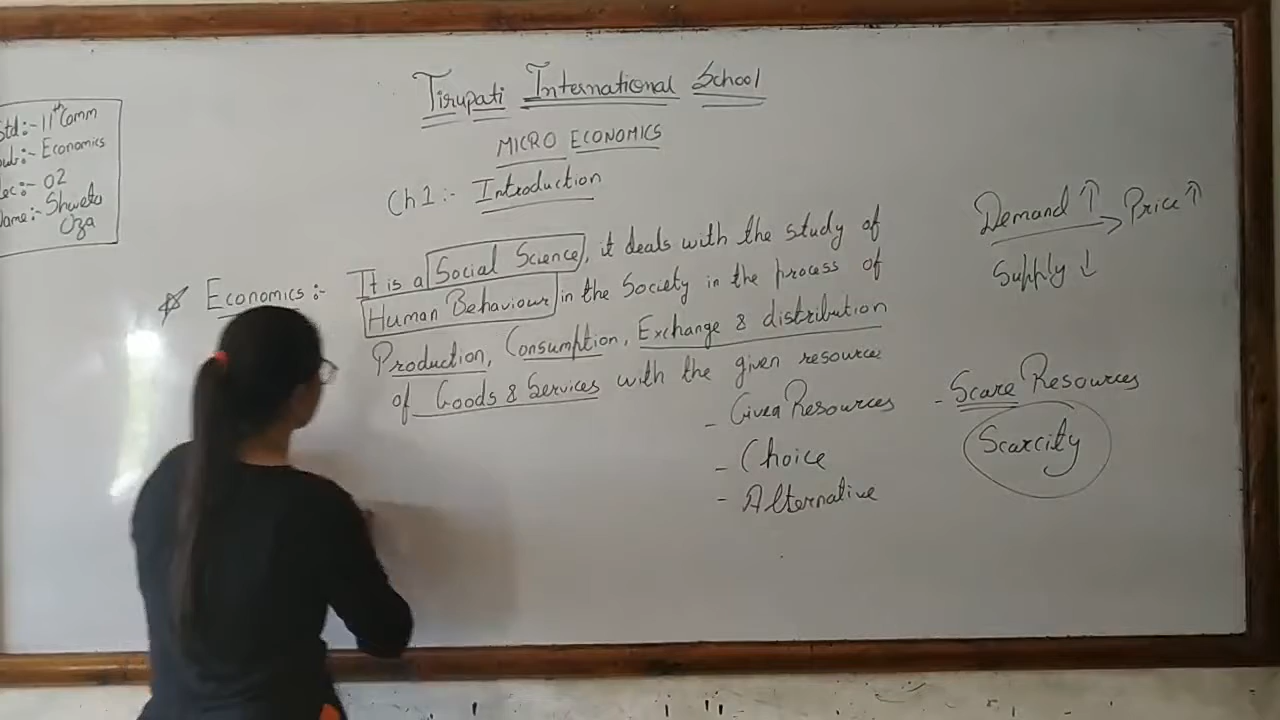 Tirupati International School
MICRO ECONOMICS
Ch 1:- Introduction
Std:- 11th Comm
Sub:- Economics
Lec:- 02
Name:- Shweta
Oza
Economics:- It is a Social Science, it deals with the study of
Human Behaviour in the Society in the process of
Production, Consumption, Exchange & distribution
of Goods & Services with the given resource
- Given Resources
- Choice
- Alternative
Demand ↑ → Price ↑
Supply ↓
- Scare Resources
Scarcity